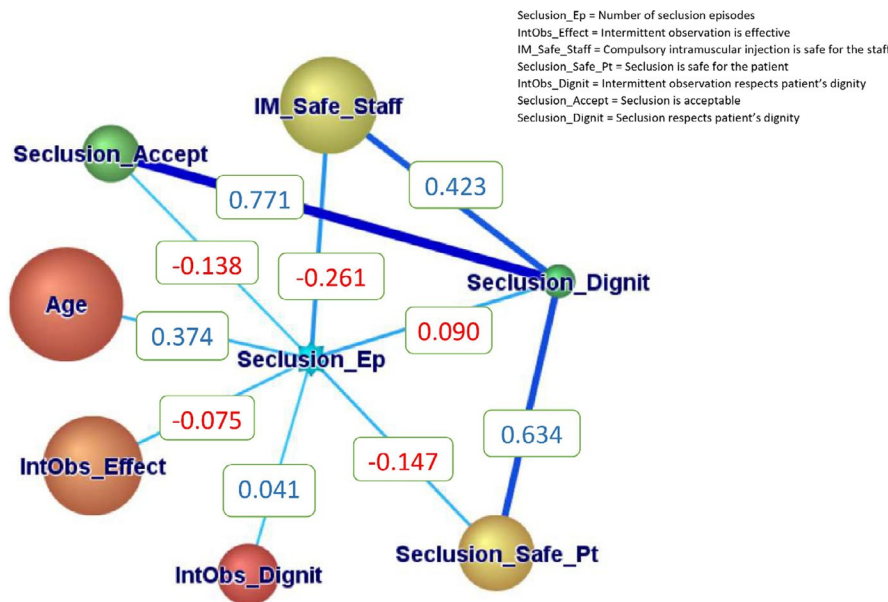 Seclusion_Ep = Number of seclusion episodes
IntObs_Effect = Intermittent observation is effective
IM_Safe_Staff = Compulsory intramuscular injection is safe for the staff
Seclusion_Safe_Pt = Seclusion is safe for the patient
IntObs_Dignit = Intermittent observation respects patient's dignity
Seclusion_Accept = Seclusion is acceptable
Seclusion_Dignit = Seclusion respects patient's dignity
IM_Safe_Staff
Seclusion_Accept
0.771
0.423
-0.138
-0.261
Seclusion_Dignit
Age
0.374
0.090
Seclusion_Ep
-0.075
0.634
IntObs_Effect
-0.147
0.041
Seclusion_Safe_Pt
IntObs_Dignit